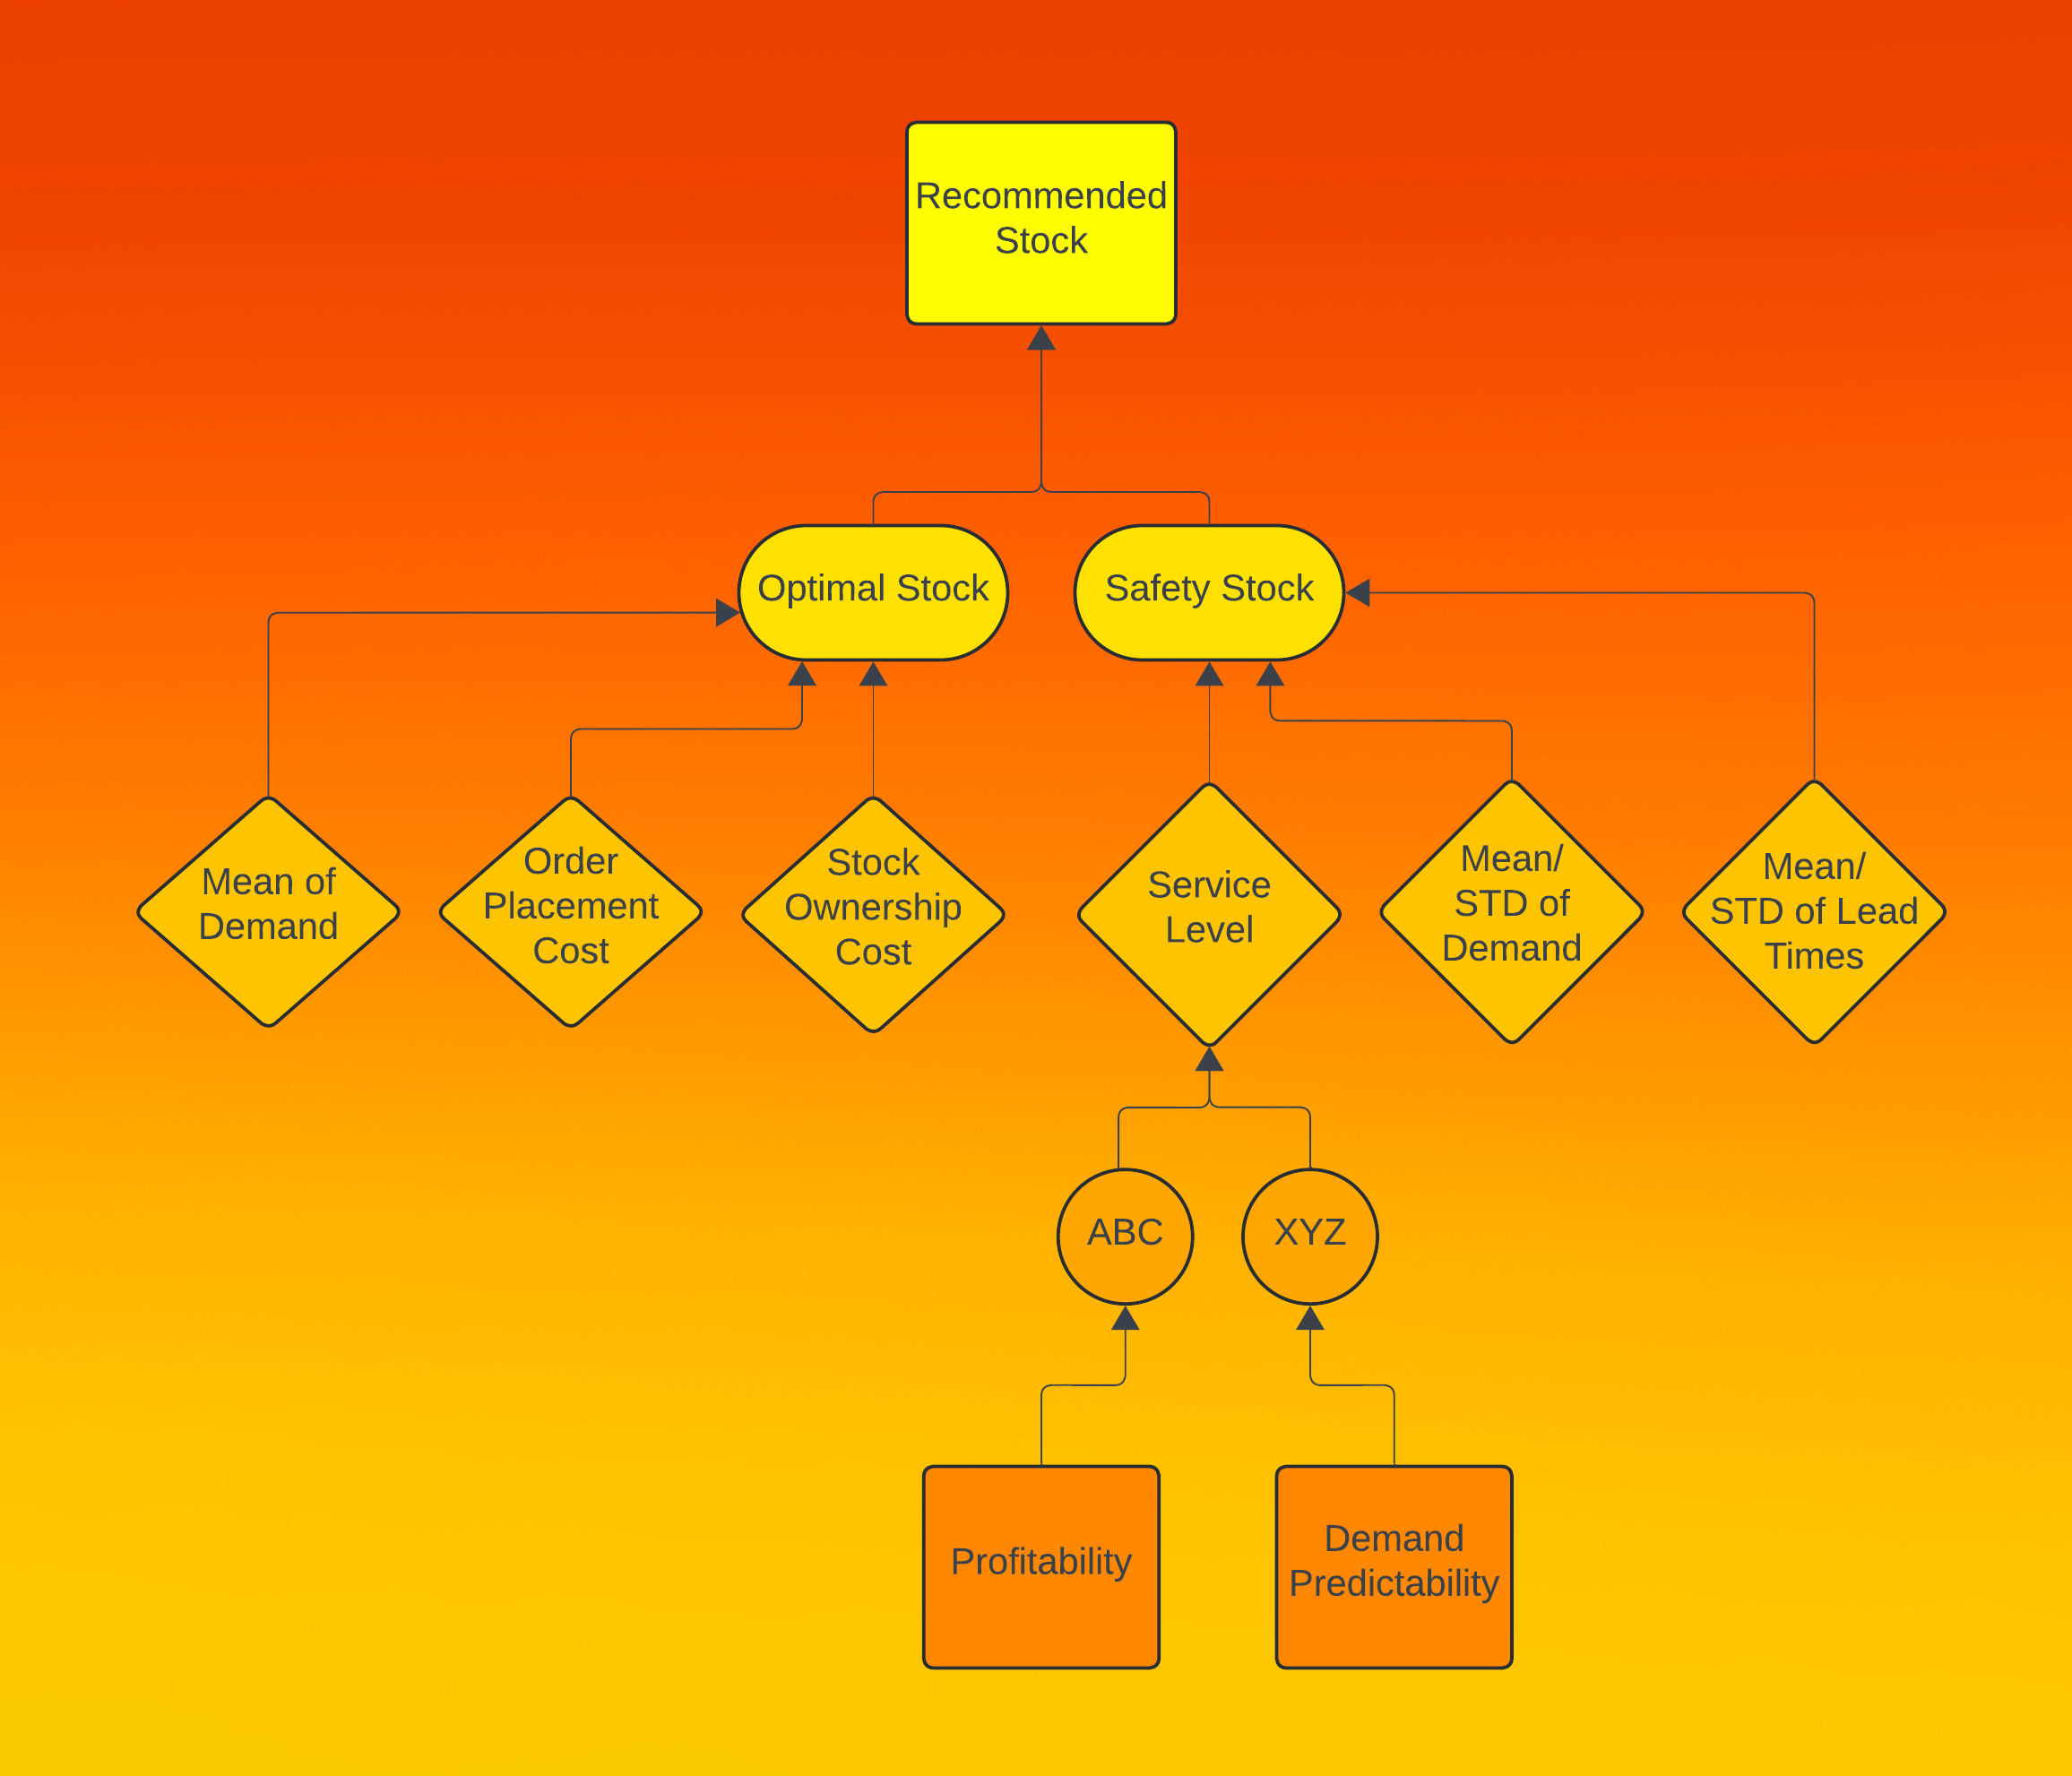 Recommended
Stock
Optimal Stock
Safety Stock
Mean of
Demand
Order
Placement
Cost
Stock
Ownership
Cost
Service
Level
Mean/
STD of
Demand
Mean/
STD of Lead
Times
ABC
XYZ
Profitability
Demand
Predictability